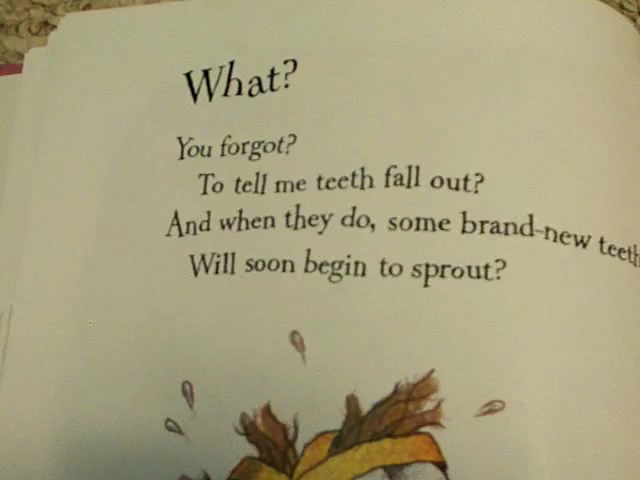 What?
You forgot?
To tell me teeth fall out?
And when they do, some brand-new teeth
Will soon begin to sprout?